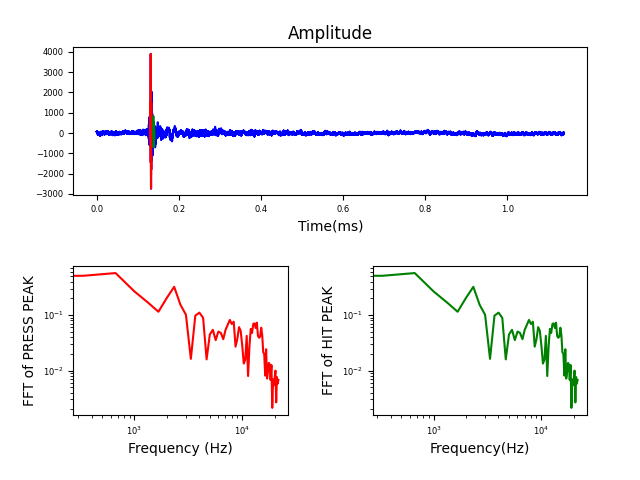 Amplitude
4000
3000
2000
1000
0
−1000
−2000
−3000
0.0 0.2 0.4 0.6 0.8 1.0
Time(ms)
FFT of PRESS PEAK
10⁻¹
10⁻²
10³ 10⁴
Frequency (Hz)
FFT of HIT PEAK
10⁻¹
10⁻²
10³ 10⁴
Frequency(Hz)